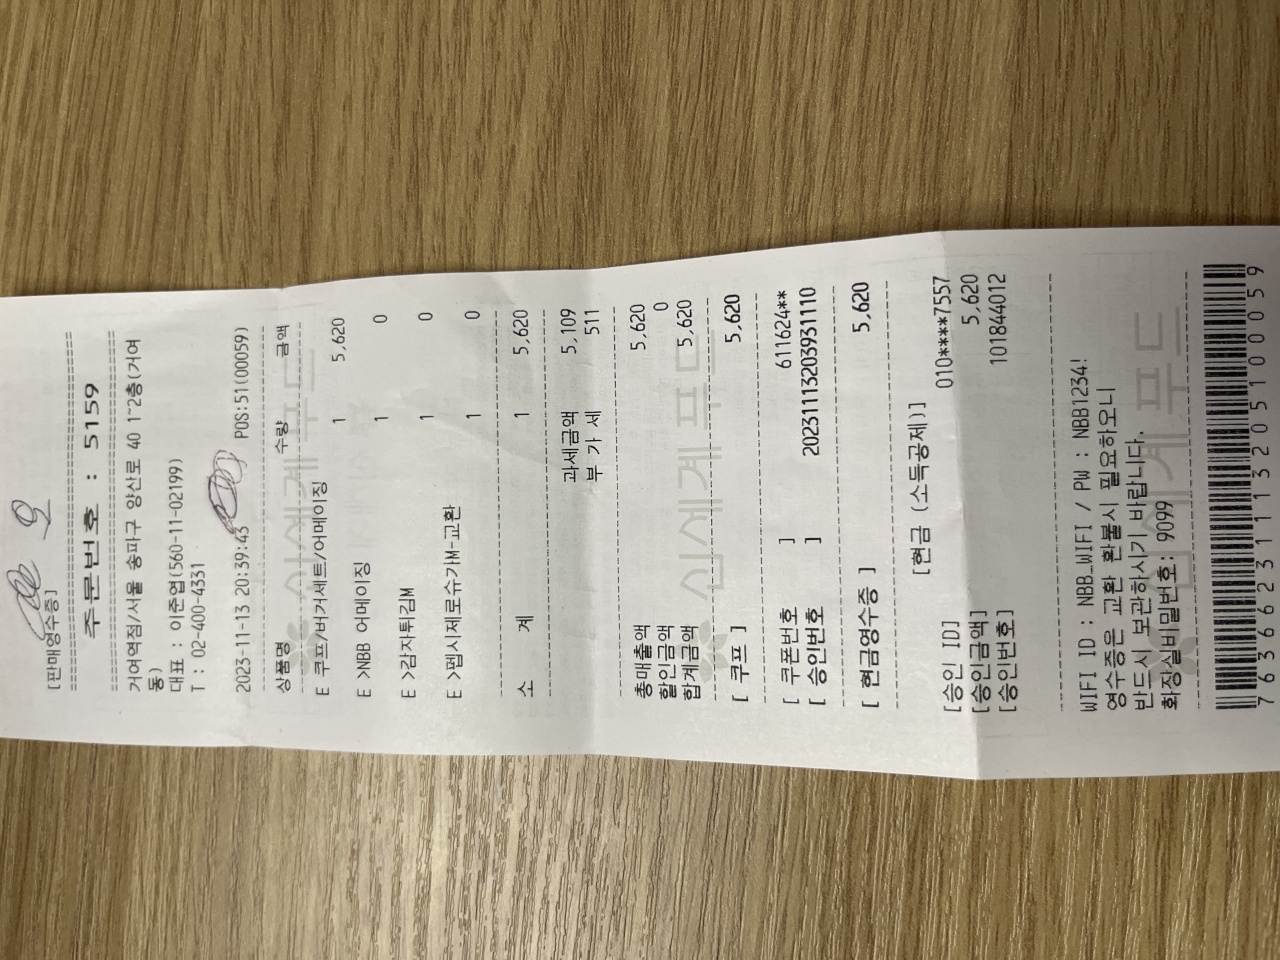 [판매영수증]
주문번호 : 5159
거여역점/서울 송파구 양산로 40 1~2층(거여
동)
대표 : 이준엽(560-11-02199)
T : 02-400-4331
2023-11-13 20:39:43 POS:51(00059)
상품명 수량 금액
E 쿠프/버거세트/어메이징
1 5,620
E >NBB 어메이징
1 0
E >감자튀김M
1 0
E >펩시제로슈가M-교환
1 0
소 계 1 5,620
과세금액 5,109
부 가 세 511
총매출액 5,620
할인금액 0
합계금액 5,620
[ 쿠프 ] 5,620
[ 쿠폰번호 ] 611624**
[ 승인번호 ] 20231113203931110
[ 현금영수증 ] 5,620
[현금 (소득공제)]
[승인 ID] 010****7557
[승인금액] 5,620
[승인번호] 101844012
WIFI ID : NBB_WIFI / PW : NBB1234!
영수증은 교환 환불시 필요하오니
반드시 보관하시기 바랍니다.
화장실비밀번호: 9099
신세계푸드
7636623111320510059